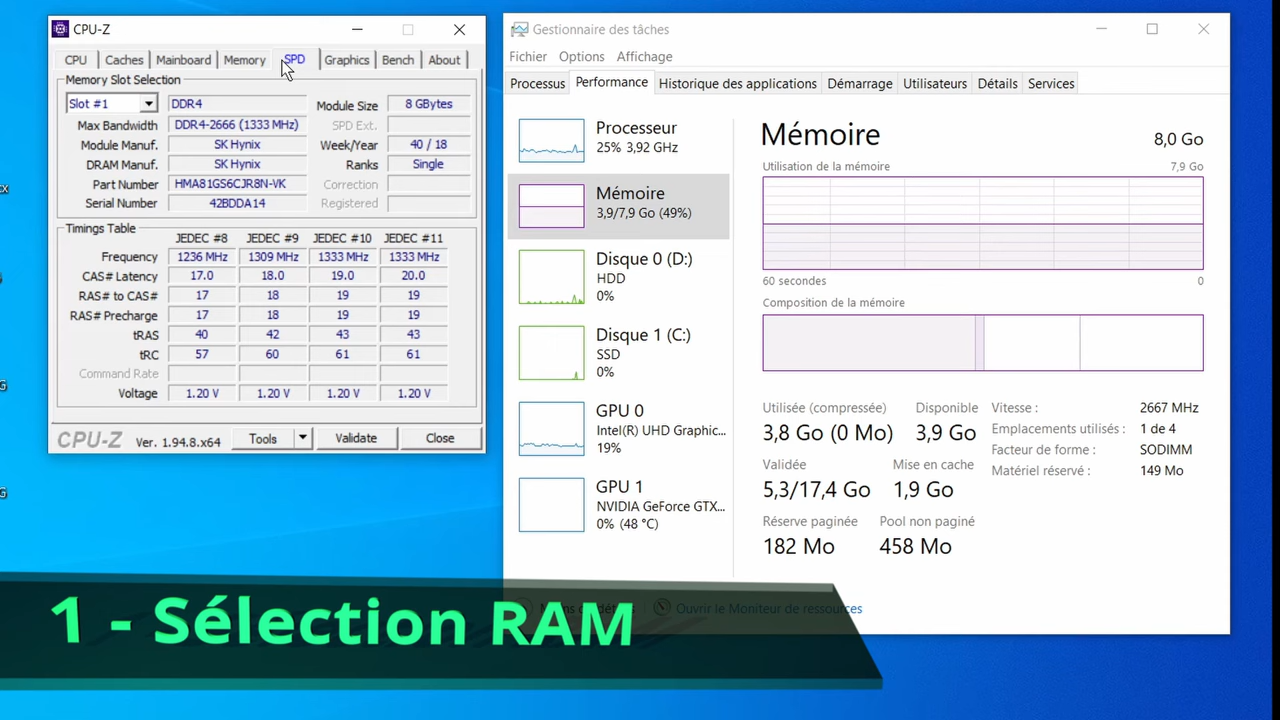 CPU-Z
CPU Caches Mainboard Memory SPD Graphics Bench About
Memory Slot Selection
Slot #1 DDR4 Module Size 8 GBytes
Max Bandwidth DDR4-2666 (1333 MHz) SPD Ext.
Module Manuf. SK Hynix Week/Year 40 / 18
DRAM Manuf. SK Hynix Ranks Single
Part Number HMA81GS6CJR8N-VK Correction
Serial Number 42BDDA14 Registered
Timings Table
JEDEC #8 JEDEC #9 JEDEC #10 JEDEC #11
Frequency 1236 MHz 1309 MHz 1333 MHz 1333 MHz
CAS# Latency 17.0 18.0 19.0 20.0
RAS# to CAS# 17 18 19 19
RAS# Precharge 17 18 19 19
tRAS 40 42 43 43
tRC 57 60 61 61
Command Rate
Voltage 1.20 V 1.20 V 1.20 V 1.20 V
CPU-Z Ver. 1.94.8.x64 Tools Validate Close
Gestionnaire des tâches
Fichier Options Affichage
Processus Performance Historique des applications Démarrage Utilisateurs Détails Services
Processeur
25% 3,92 GHz
Mémoire
3,9/7,9 Go (49%)
Disque 0 (D:)
HDD
0%
Disque 1 (C:)
SSD
0%
GPU 0
Intel(R) UHD Graphic...
19%
GPU 1
NVIDIA GeForce GTX...
0% (48 °C)
Mémoire 8,0 Go
Utilisation de la mémoire 7,9 Go
60 secondes 0
Composition de la mémoire
Utilisée (compressée) Disponible
3,8 Go (0 Mo) 3,9 Go
Validée Mise en cache
5,3/17,4 Go 1,9 Go
Réserve paginée Pool non paginé
182 Mo 458 Mo
Vitesse : 2667 MHz
Emplacements utilisés : 1 de 4
Facteur de forme : SODIMM
Matériel réservé : 149 Mo
Moins de détails Ouvrir le Moniteur de ressources
1 - Sélection RAM